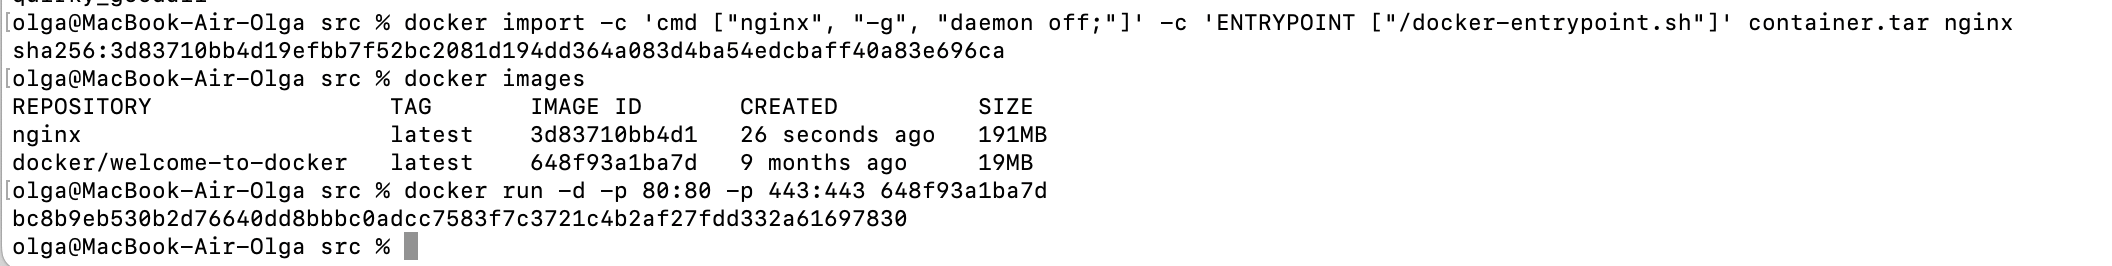 [olga@MacBook-Air-Olga src % docker import -c 'cmd ["nginx", "-g", "daemon off;"]' -c 'ENTRYPOINT ["/docker-entrypoint.sh"]' container.tar nginx
sha256:3d83710bb4d19efbb7f52bc2081d194dd364a083d4ba54edcbaff40a83e696ca
[olga@MacBook-Air-Olga src % docker images
REPOSITORY TAG IMAGE ID CREATED SIZE
nginx latest 3d83710bb4d1 26 seconds ago 191MB
docker/welcome-to-docker latest 648f93a1ba7d 9 months ago 19MB
[olga@MacBook-Air-Olga src % docker run -d -p 80:80 -p 443:443 648f93a1ba7d
bc8b9eb530b2d76640dd8bbbc0adcc7583f7c3721c4b2af27fdd332a61697830
olga@MacBook-Air-Olga src %